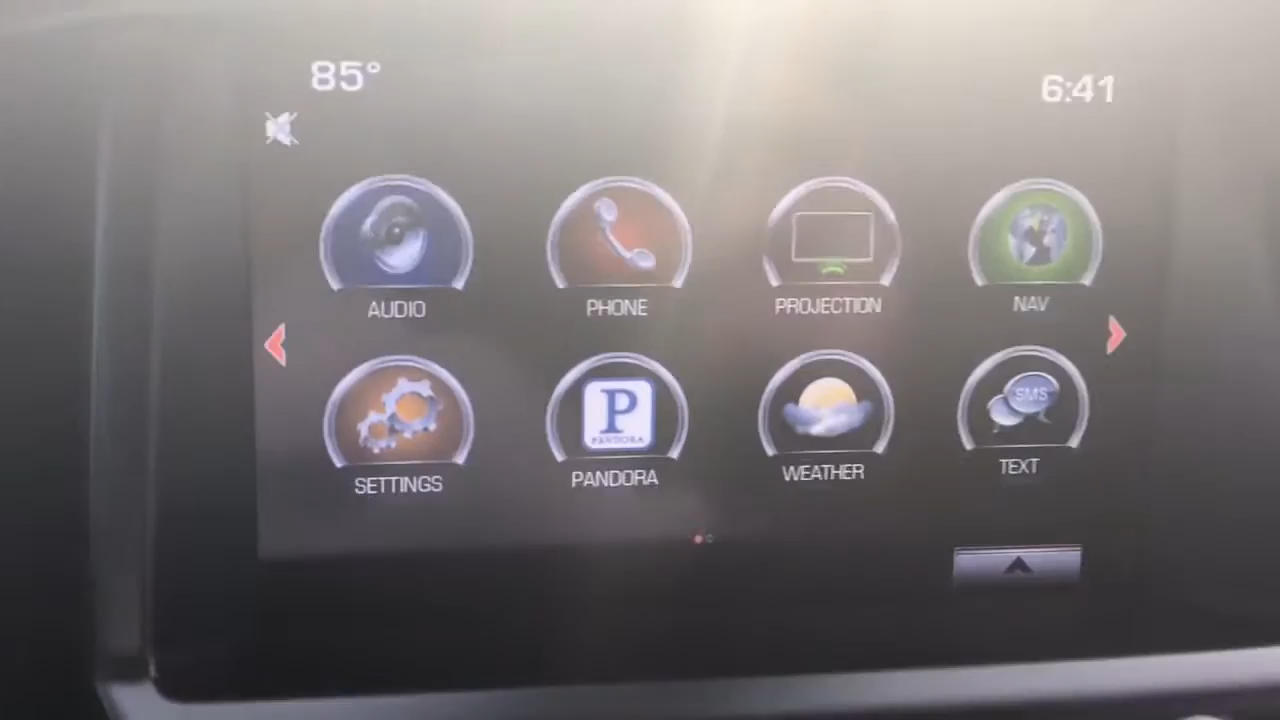 85°
6:41
AUDIO
PHONE
PROJECTION
NAV
SETTINGS
P
PANDORA
PANDORA
WEATHER
SMS
TEXT